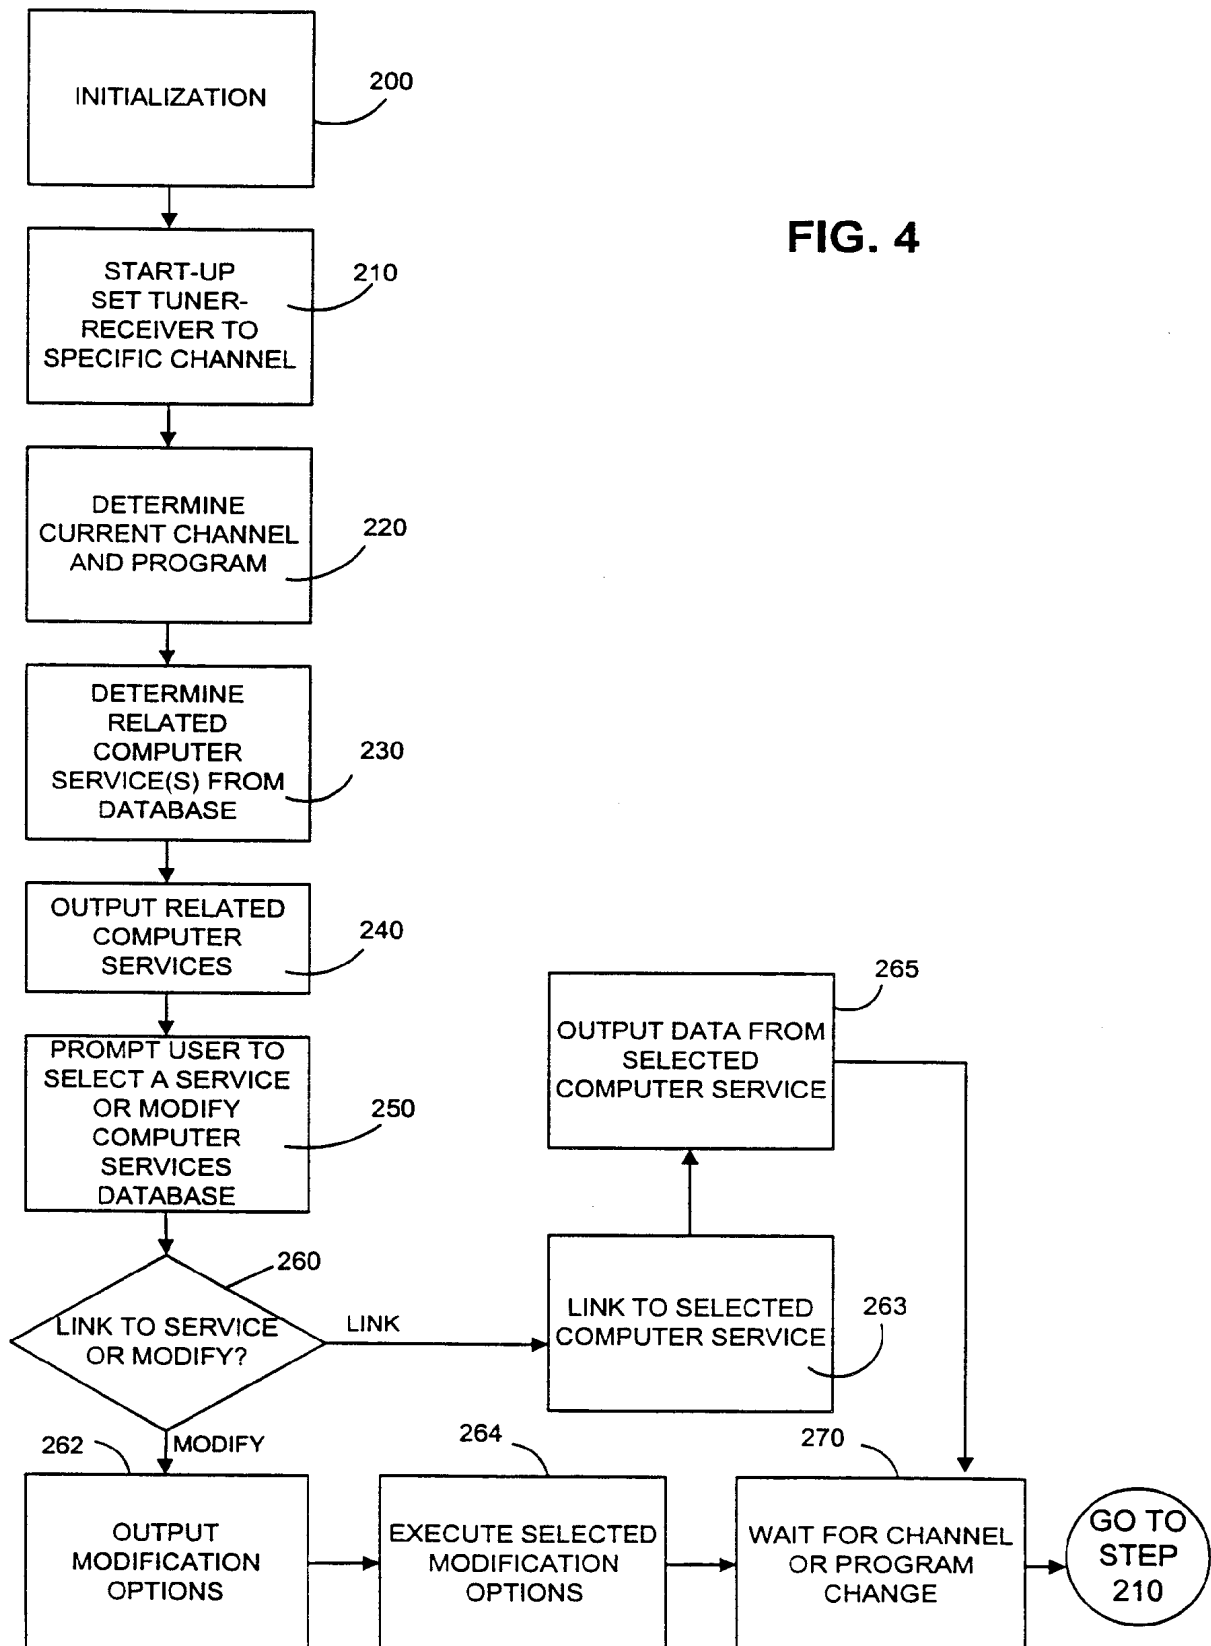 INITIALIZATION
200
FIG. 4
START-UP
SET TUNER-
RECEIVER TO
SPECIFIC CHANNEL
210
DETERMINE
CURRENT CHANNEL
AND PROGRAM
220
DETERMINE
RELATED
COMPUTER
SERVICE(S) FROM
DATABASE
230
OUTPUT RELATED
COMPUTER
SERVICES
240
PROMPT USER TO
SELECT A SERVICE
OR MODIFY
COMPUTER
SERVICES
DATABASE
250
260
LINK TO SERVICE
OR MODIFY?
LINK
LINK TO SELECTED
COMPUTER SERVICE
263
OUTPUT DATA FROM
SELECTED
COMPUTER SERVICE
265
MODIFY
262
OUTPUT
MODIFICATION
OPTIONS
264
EXECUTE SELECTED
MODIFICATION
OPTIONS
270
WAIT FOR CHANNEL
OR PROGRAM
CHANGE
GO TO
STEP
210